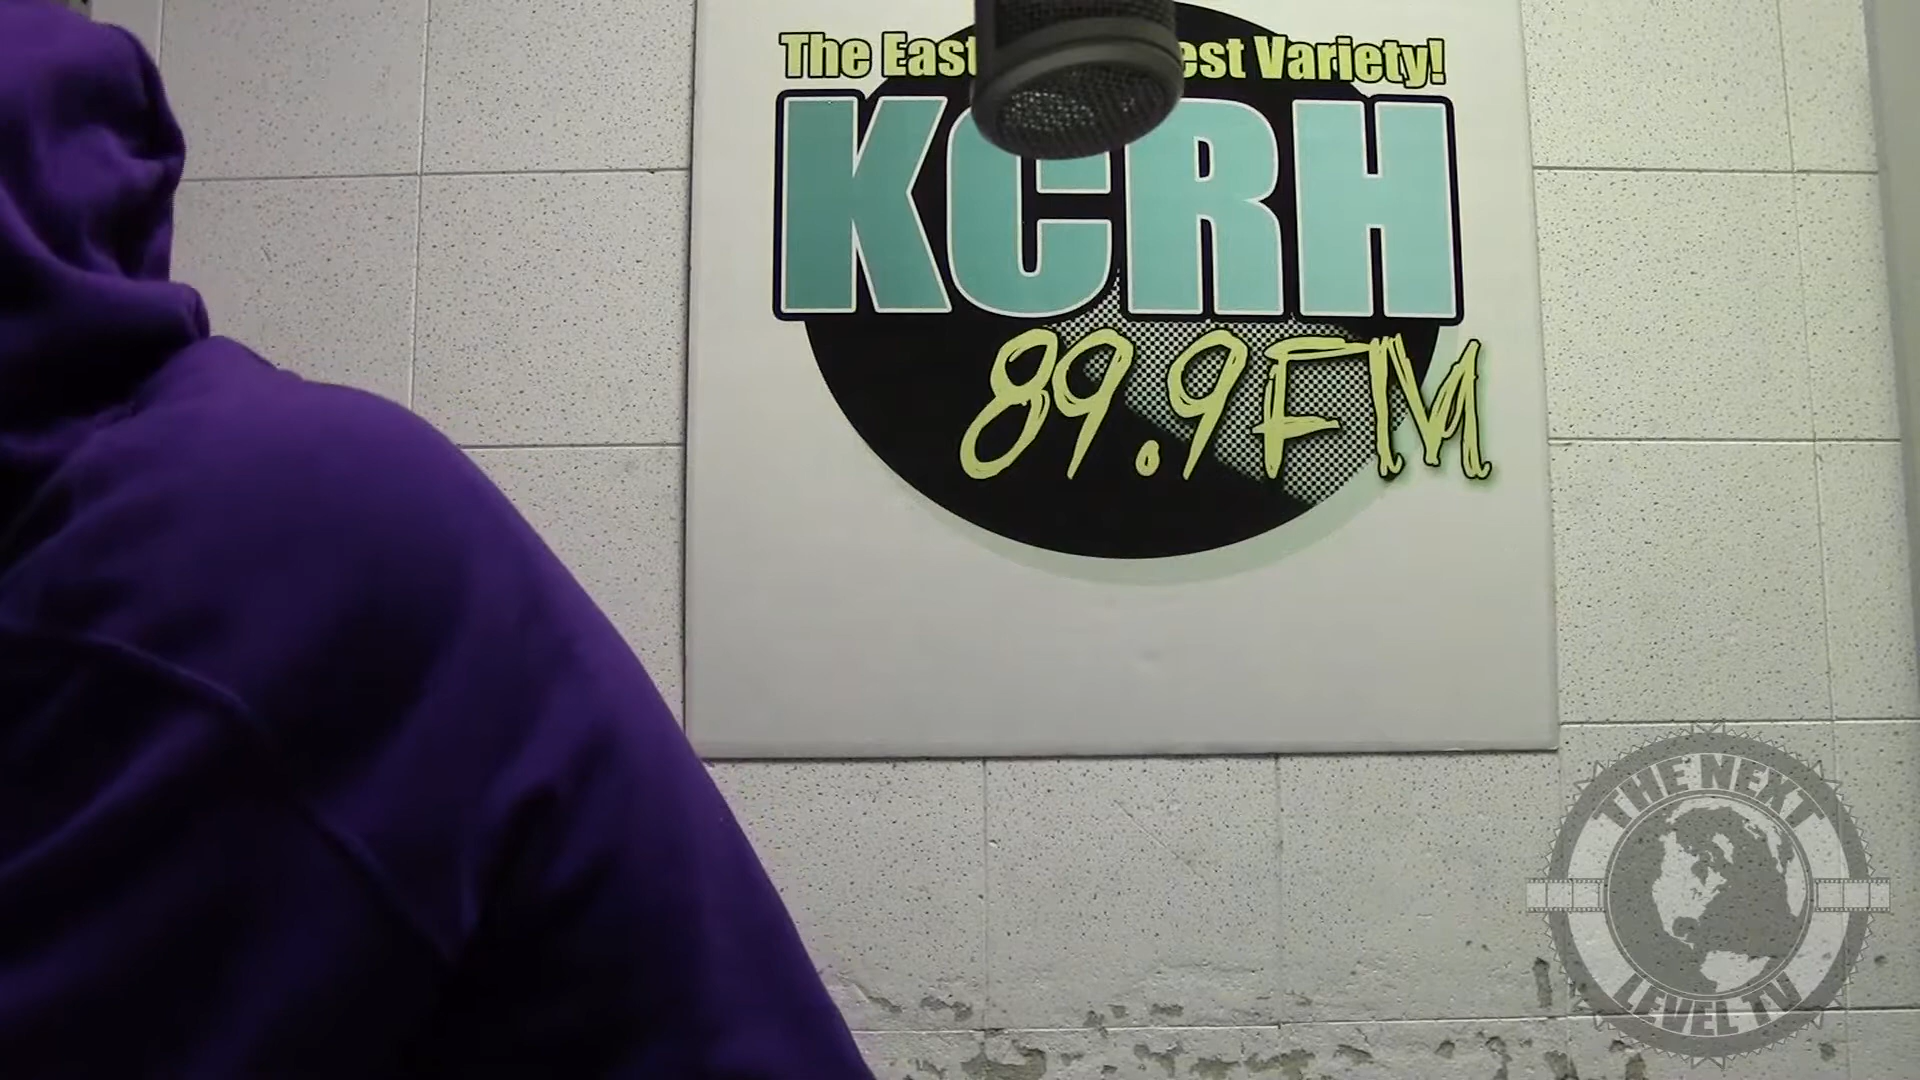 The East est Variety!
KCRH
89.9FM
THE NEXT
LEVEL TV